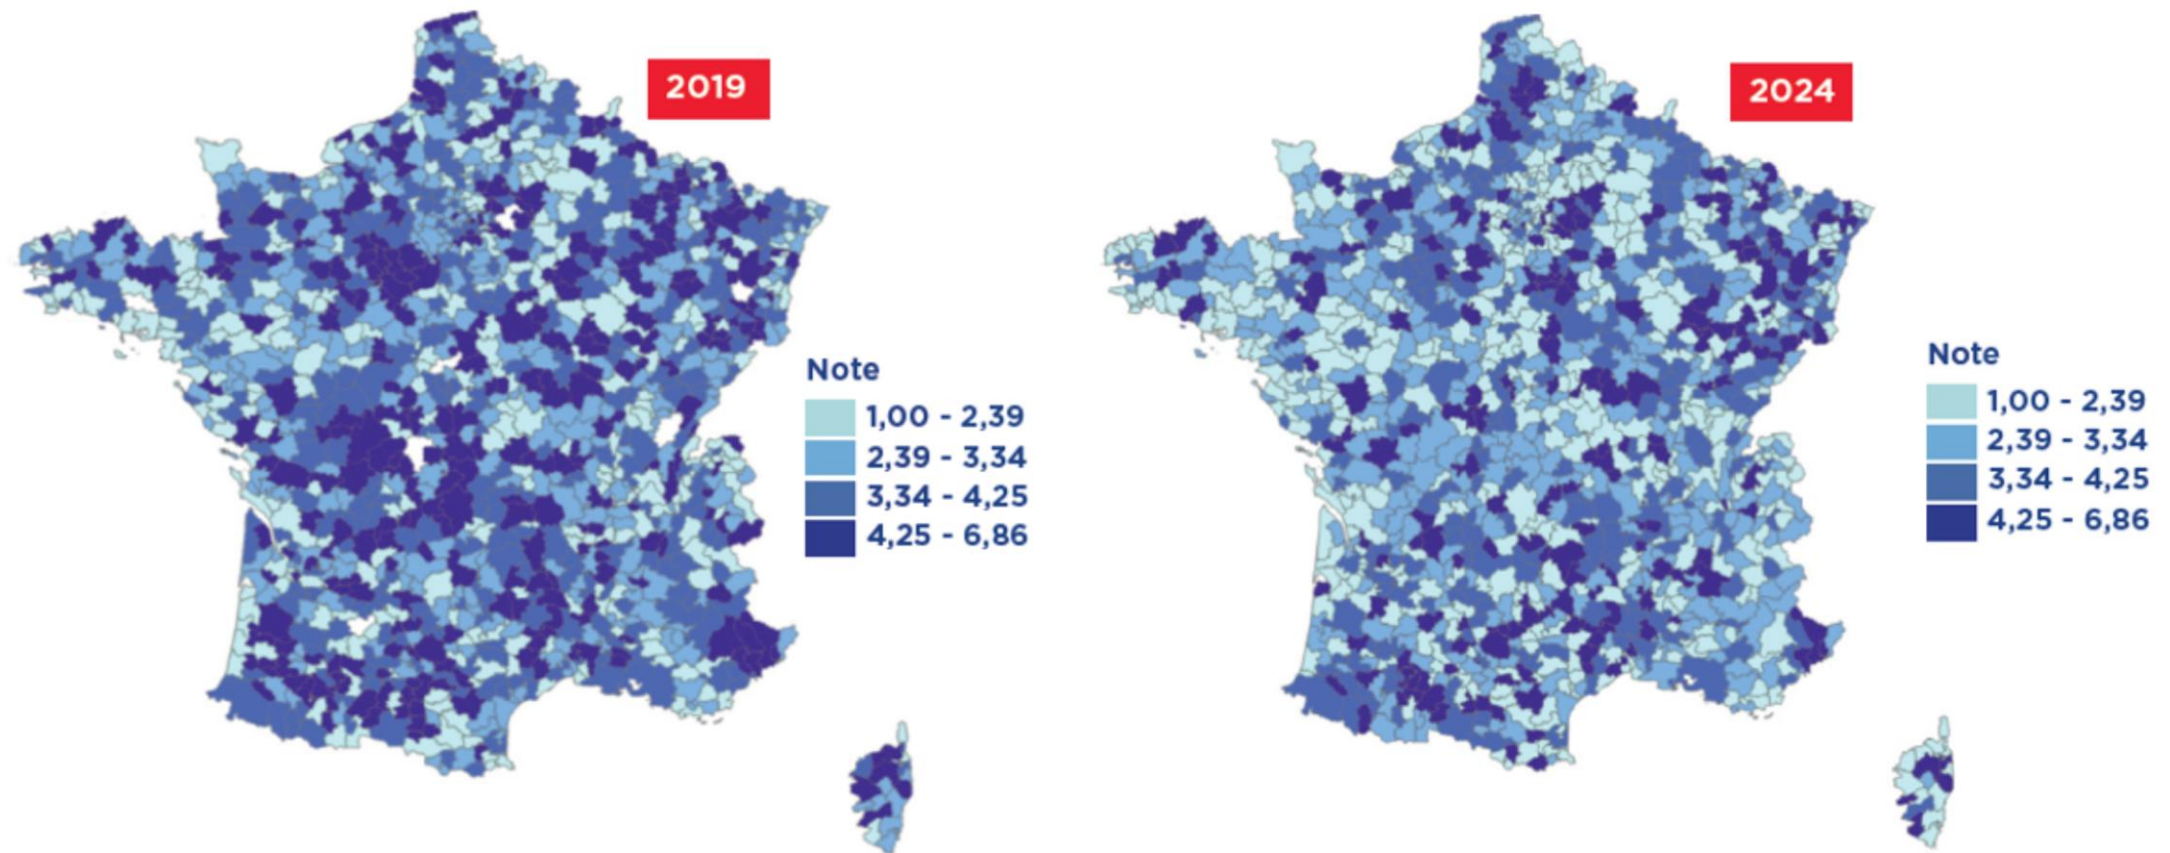 2019
Note
1,00 - 2,39
2,39 - 3,34
3,34 - 4,25
4,25 - 6,86
2024
Note
1,00 - 2,39
2,39 - 3,34
3,34 - 4,25
4,25 - 6,86